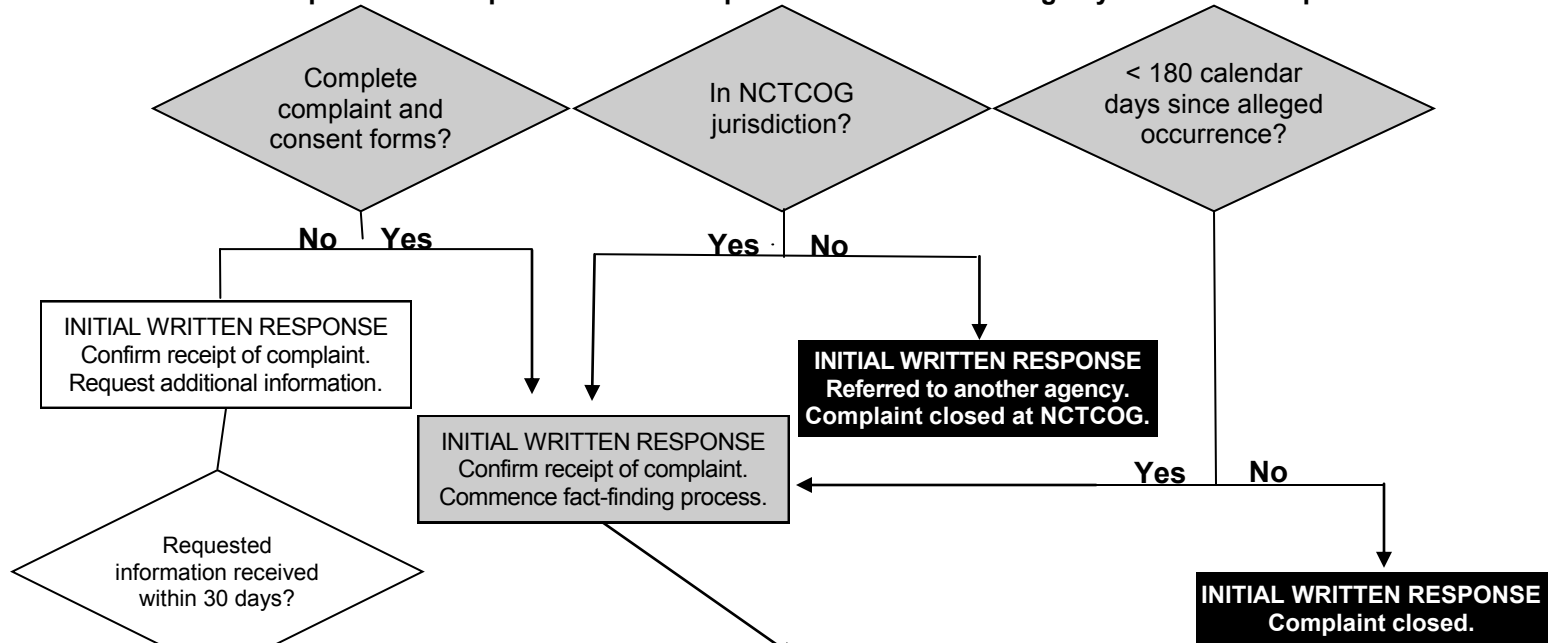 Complete
complaint and
consent forms?
In NCTCOG
jurisdiction?
< 180 calendar
days since alleged
occurrence?
No Yes
Yes No
INITIAL WRITTEN RESPONSE
Confirm receipt of complaint.
Request additional information.
INITIAL WRITTEN RESPONSE
Referred to another agency.
Complaint closed at NCTCOG.
INITIAL WRITTEN RESPONSE
Confirm receipt of complaint.
Commence fact-finding process.
Yes No
Requested
information received
within 30 days?
INITIAL WRITTEN RESPONSE
Complaint closed.